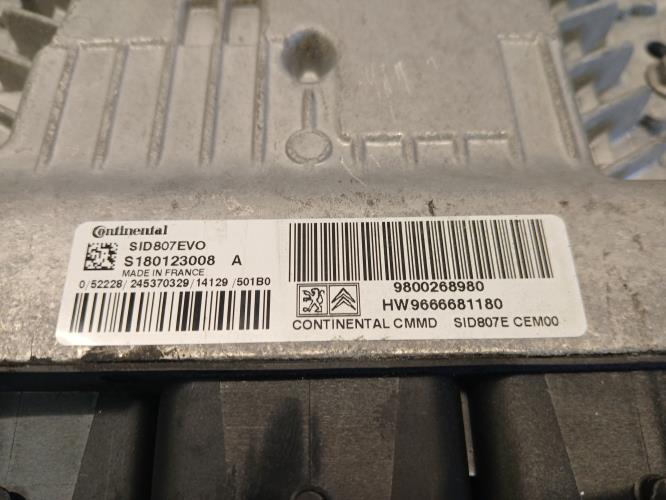 Continental
SID807EVO
S180123008 A
MADE IN FRANCE
0/52228/245370329/14129/501B0
9800268980
HW9666681180
CONTINENTAL CMMD SID807E CEM00